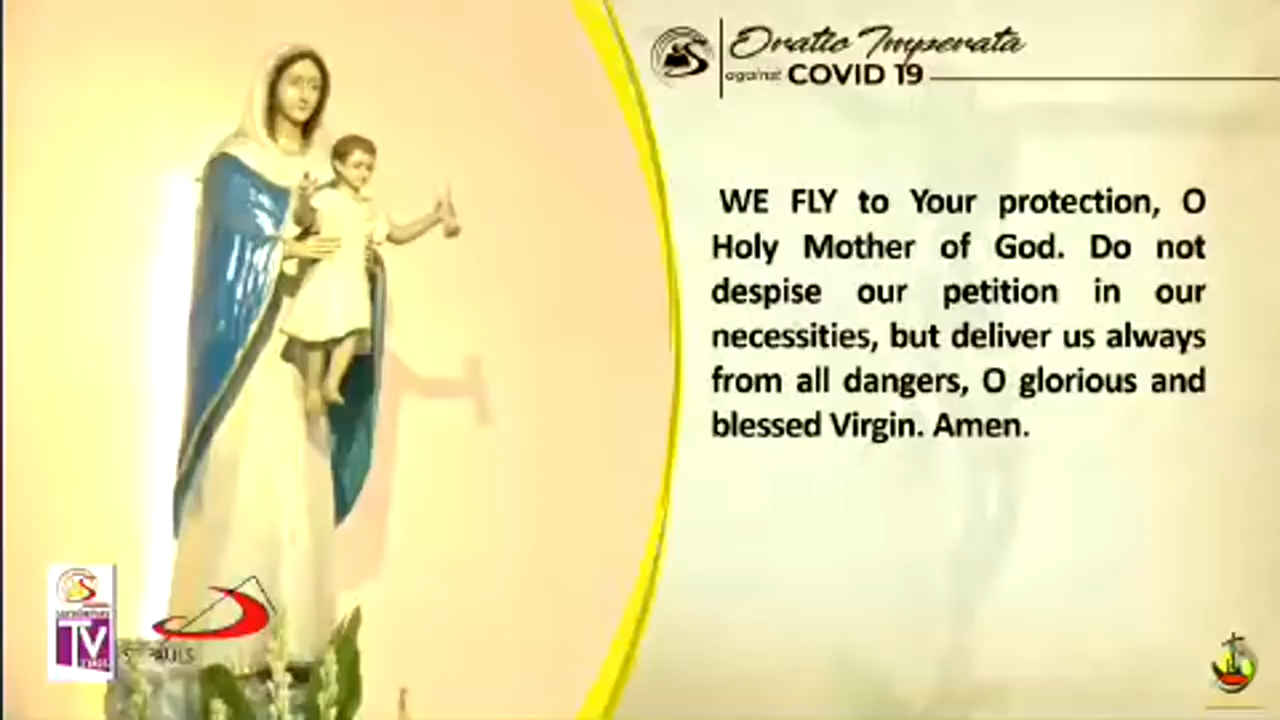 Oratio Imperata
against COVID 19
WE FLY to Your protection, O
Holy Mother of God. Do not
despise our petition in our
necessities, but deliver us always
from all dangers, O glorious and
blessed Virgin. Amen.
TV
ST PAULS